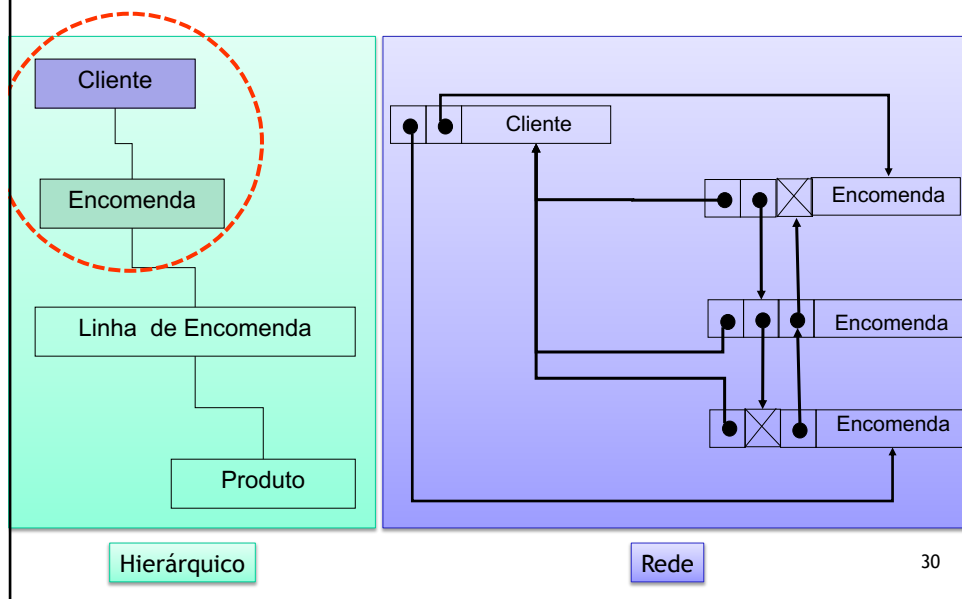 Cliente
Encomenda
Linha de Encomenda
Produto
Hierárquico
Cliente
Encomenda
Encomenda
Encomenda
Rede
30